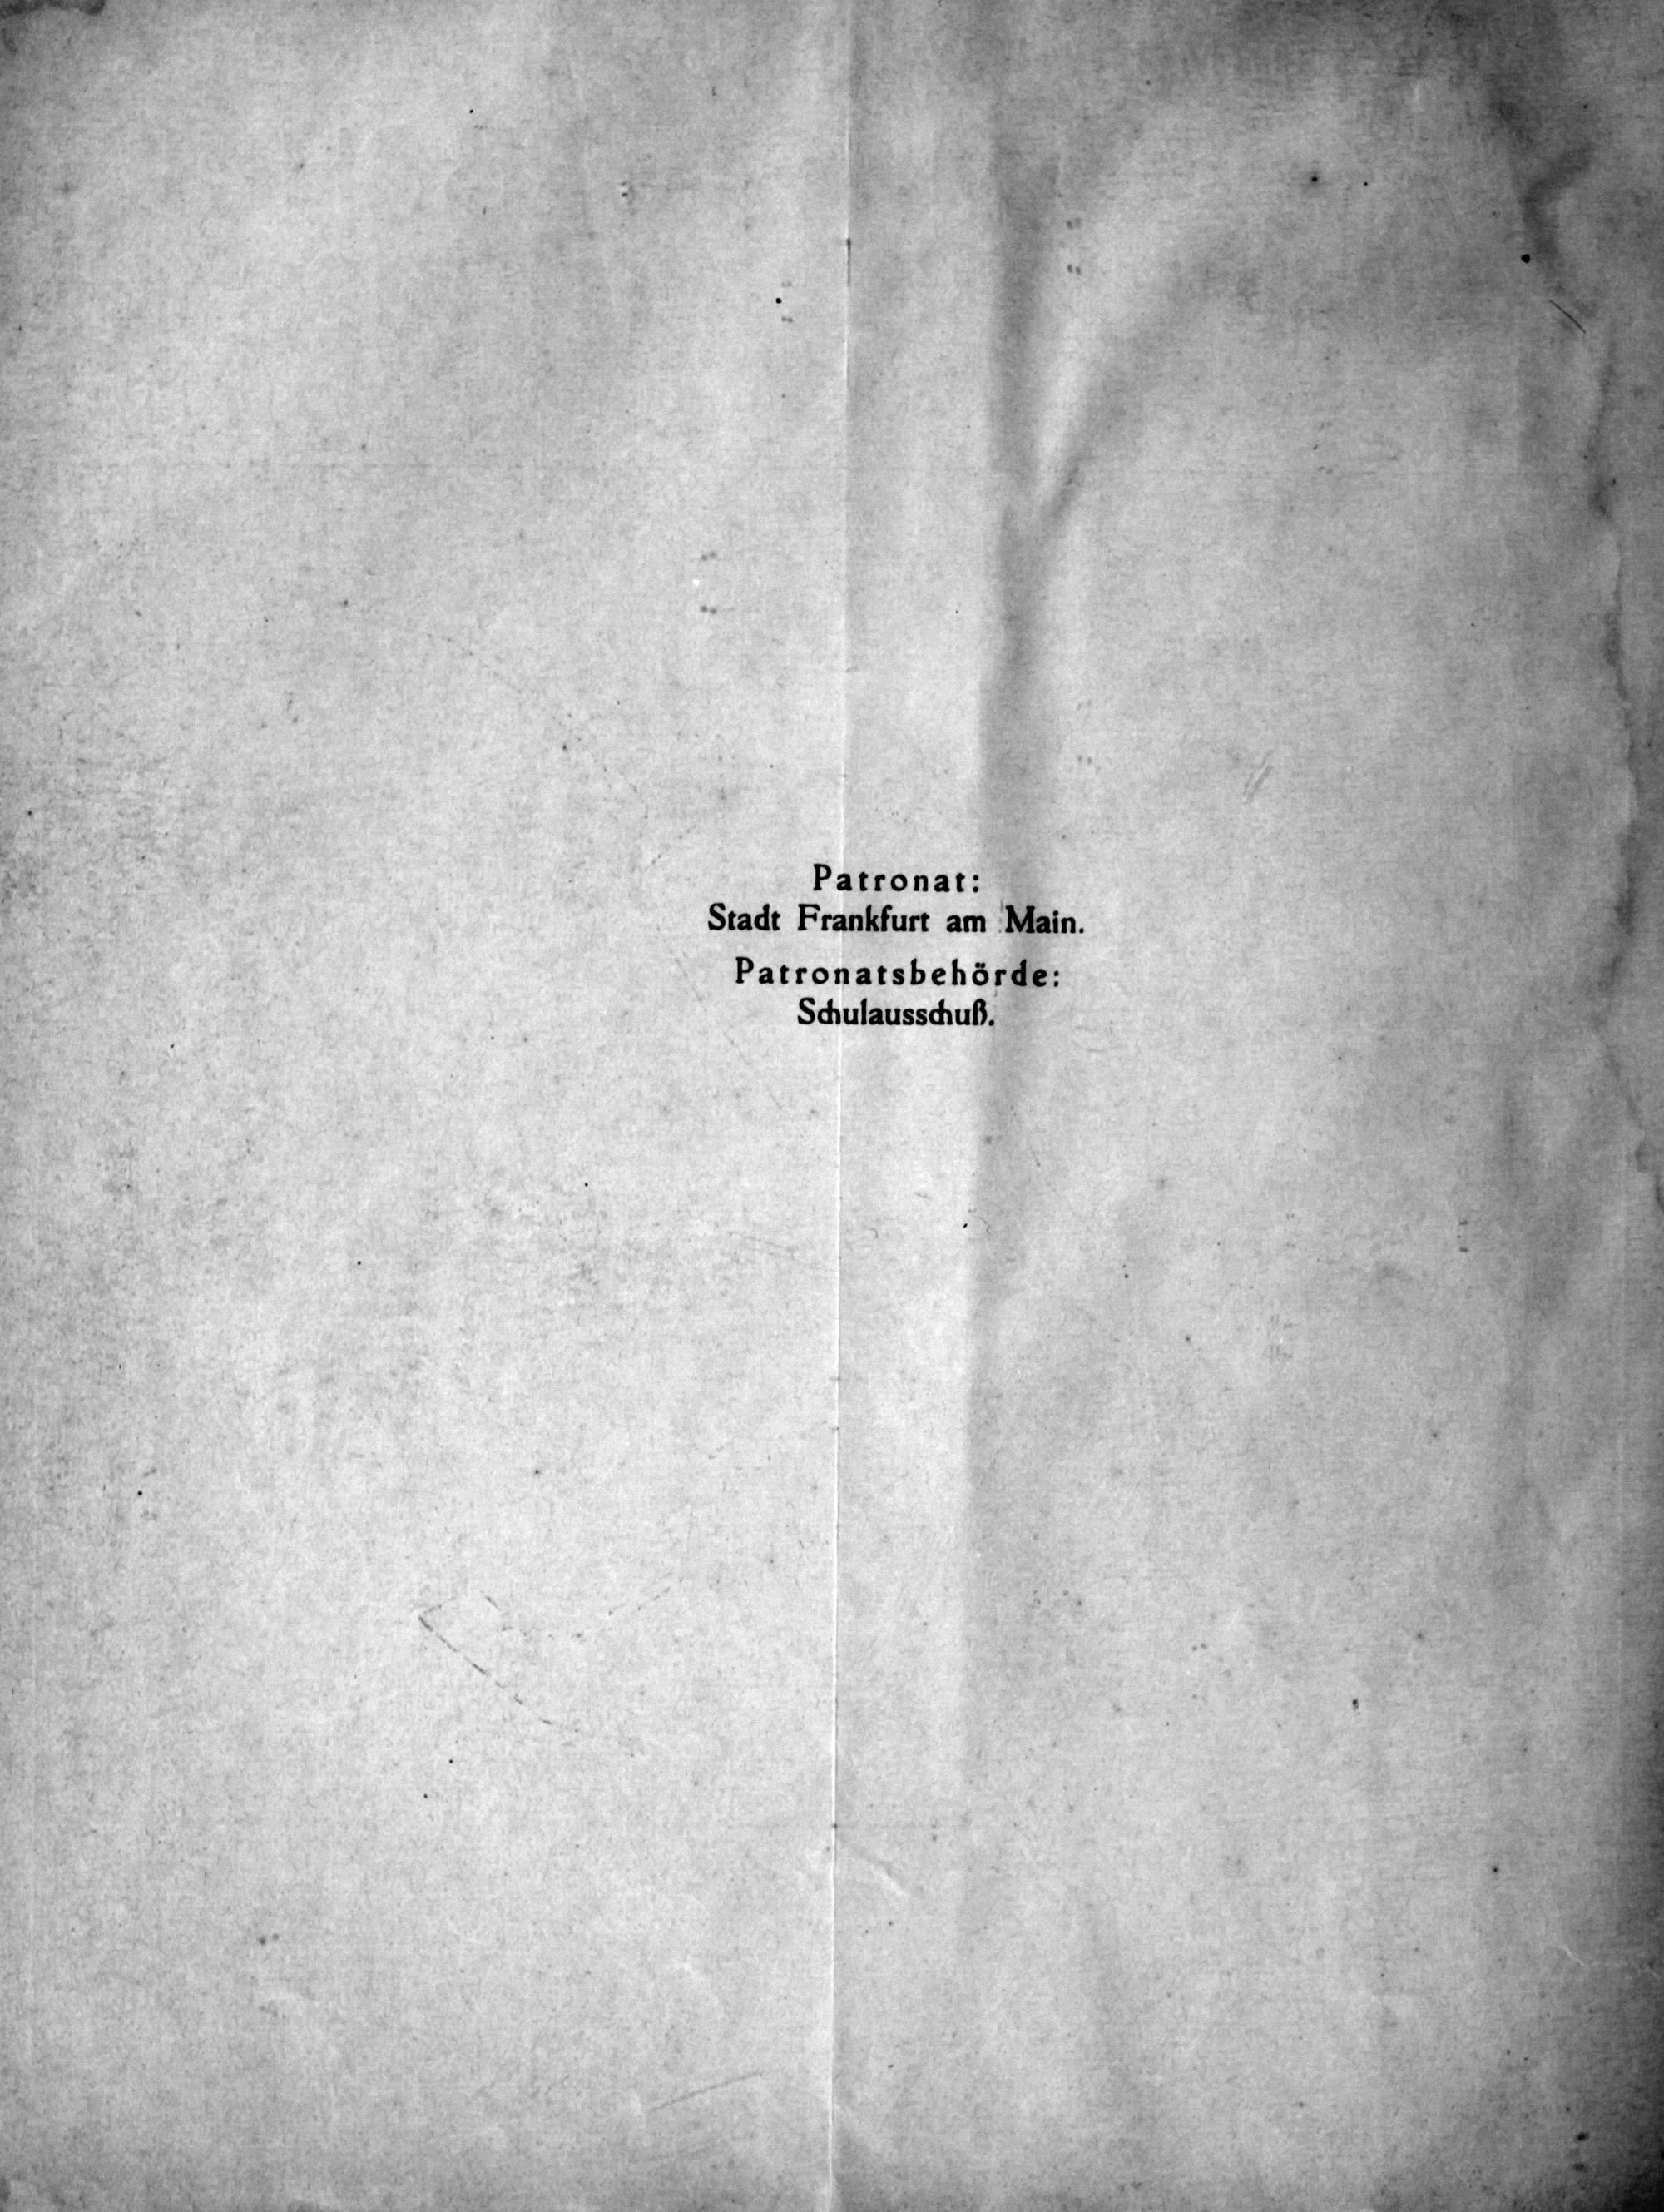 Patronat:
Stadt Frankfurt am Main.
Patronatsbehörde:
Schulausschuß.